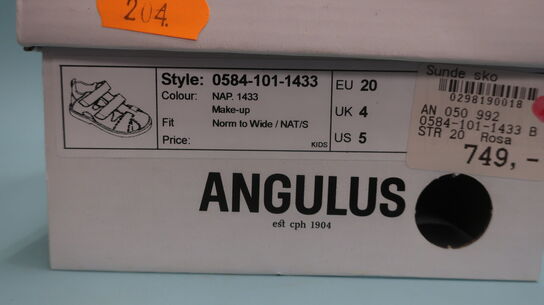 204.
Style: 0584-101-1433
Colour: NAP. 1433
Make-up
Fit Norm to Wide / NAT/S
Price:
KIDS
EU 20
UK 4
US 5
Sunde sko
0298190018
AN 050 992
0584-101-1433 B
STR 20 Rosa
749,-
ANGULUS
est cph 1904